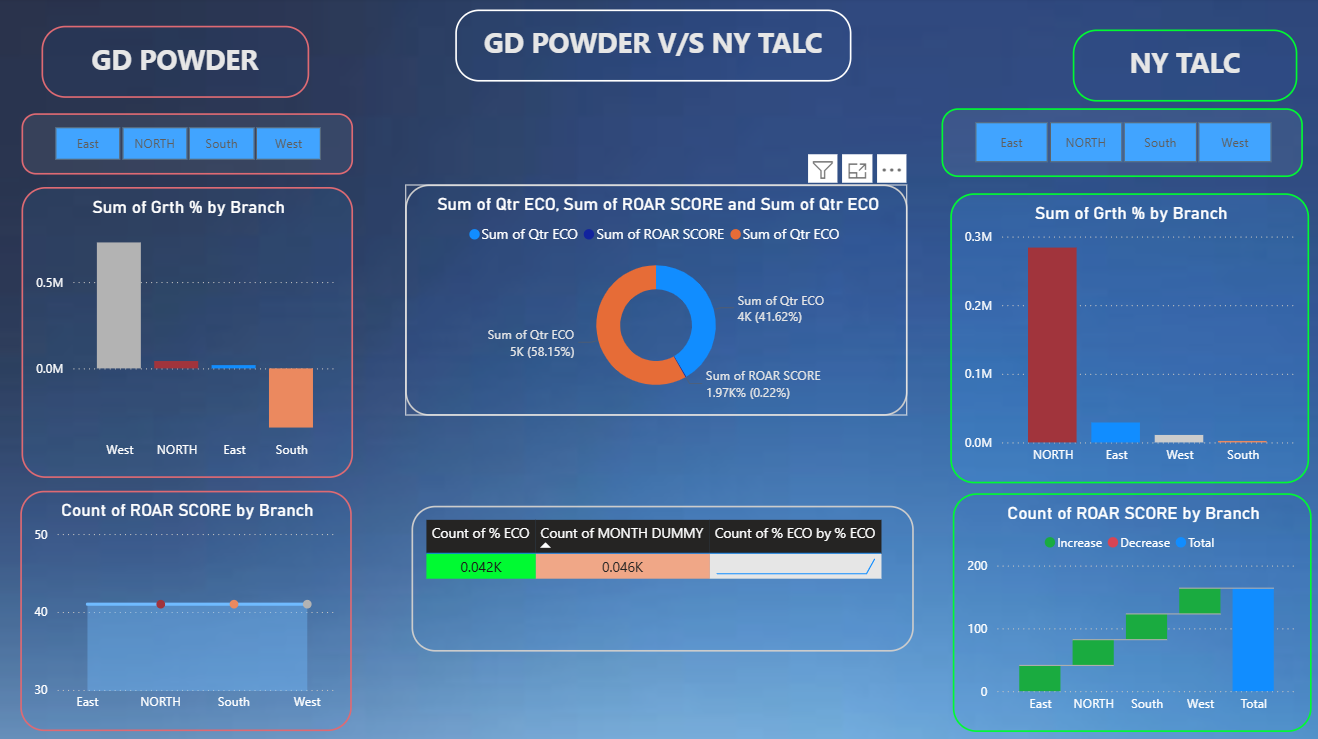 GD POWDER V/S NY TALC
GD POWDER
NY TALC
East NORTH South West
East NORTH South West
Sum of Grth % by Branch
0.5M
0.0M
West NORTH East South
Count of ROAR SCORE by Branch
50
40
30
East NORTH South West
Sum of Qtr ECO, Sum of ROAR SCORE and Sum of Qtr ECO
Sum of Qtr ECO Sum of ROAR SCORE Sum of Qtr ECO
Sum of Qtr ECO
4K (41.62%)
Sum of Qtr ECO
5K (58.15%)
Sum of ROAR SCORE
1.97K% (0.22%)
Count of % ECO Count of MONTH DUMMY Count of % ECO by % ECO
0.042K 0.046K
Sum of Grth % by Branch
0.3M
0.2M
0.1M
0.0M
NORTH East West South
Count of ROAR SCORE by Branch
Increase Decrease Total
200
100
0
East NORTH South West Total